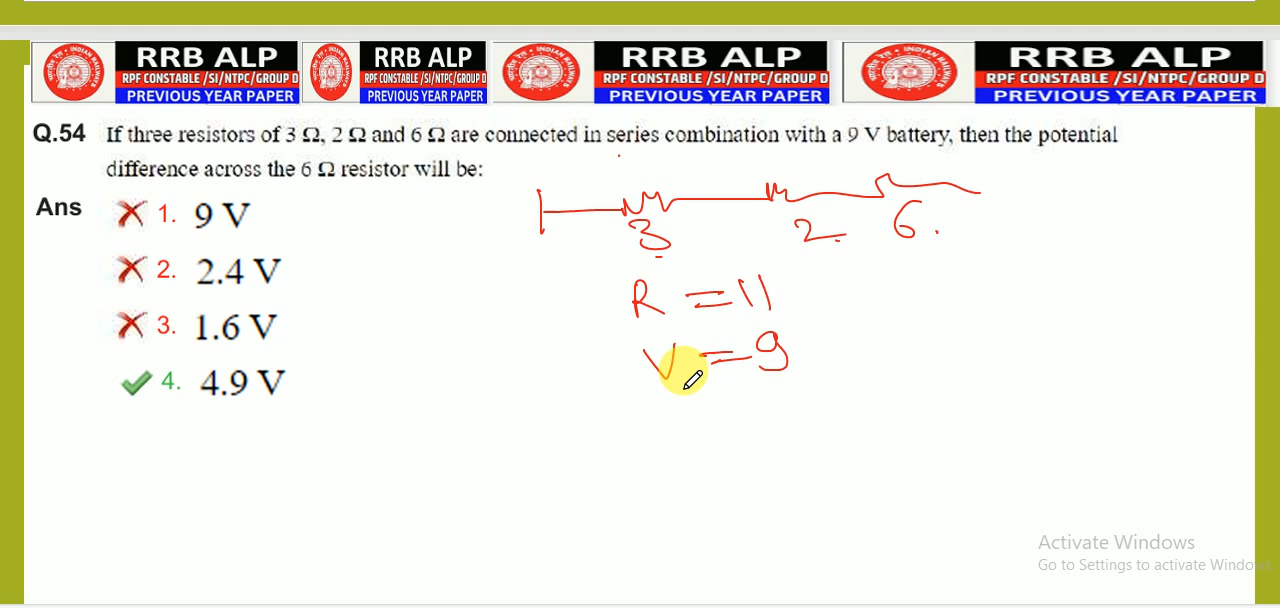 RRB ALP RRB ALP RRB ALP RRB ALP
RPF CONSTABLE /SI/NTPC/GROUP D RPF CONSTABLE /SI/NTPC/GROUP D RPF CONSTABLE /SI/NTPC/GROUP D RPF CONSTABLE /SI/NTPC/GROUP D
PREVIOUS YEAR PAPER PREVIOUS YEAR PAPER PREVIOUS YEAR PAPER PREVIOUS YEAR PAPER
Q.54 If three resistors of 3 Ω, 2 Ω and 6 Ω are connected in series combination with a 9 V battery, then the potential
difference across the 6 Ω resistor will be:
Ans 1. 9 V
2. 2.4 V
3. 1.6 V
4. 4.9 V
3 2 6
R = 11
V = 9
Activate Windows
Go to Settings to activate Windo